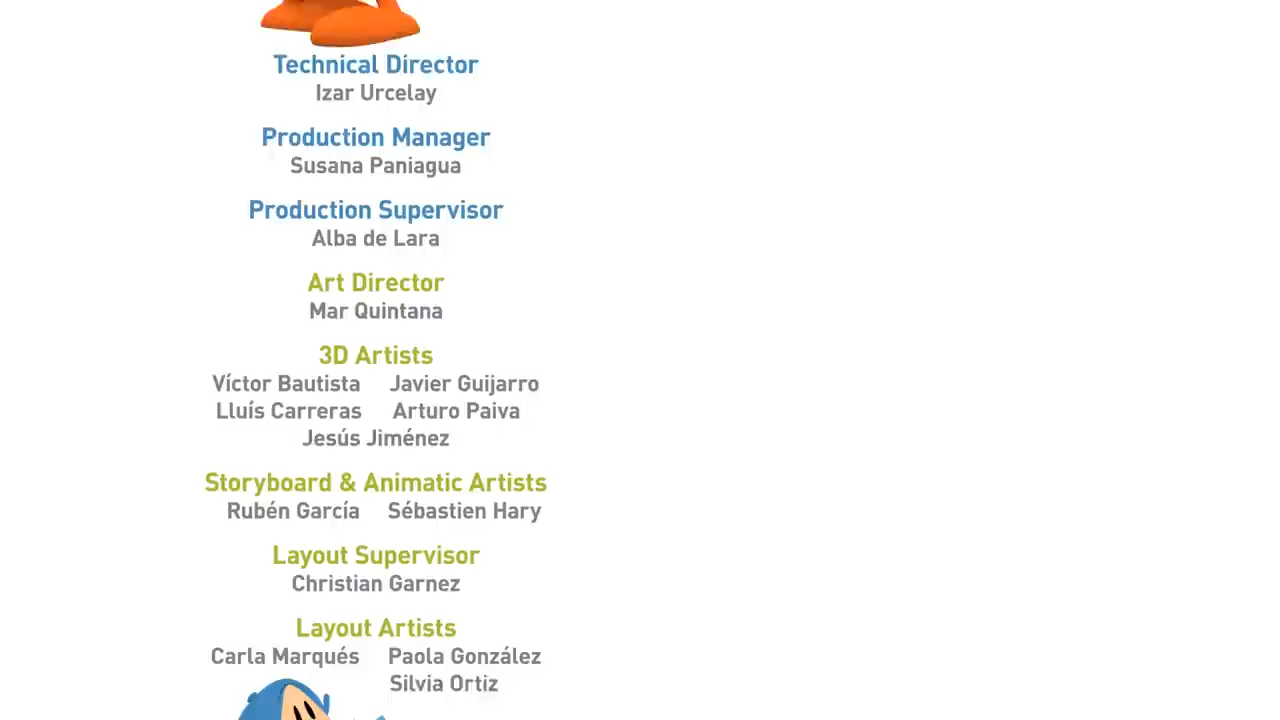 Technical Director
Izar Urcelay
Production Manager
Susana Paniagua
Production Supervisor
Alba de Lara
Art Director
Mar Quintana
3D Artists
Víctor Bautista Javier Guijarro
Lluís Carreras Arturo Paiva
Jesús Jiménez
Storyboard & Animatic Artists
Rubén García Sébastien Hary
Layout Supervisor
Christian Garnez
Layout Artists
Carla Marqués Paola González
Silvia Ortiz